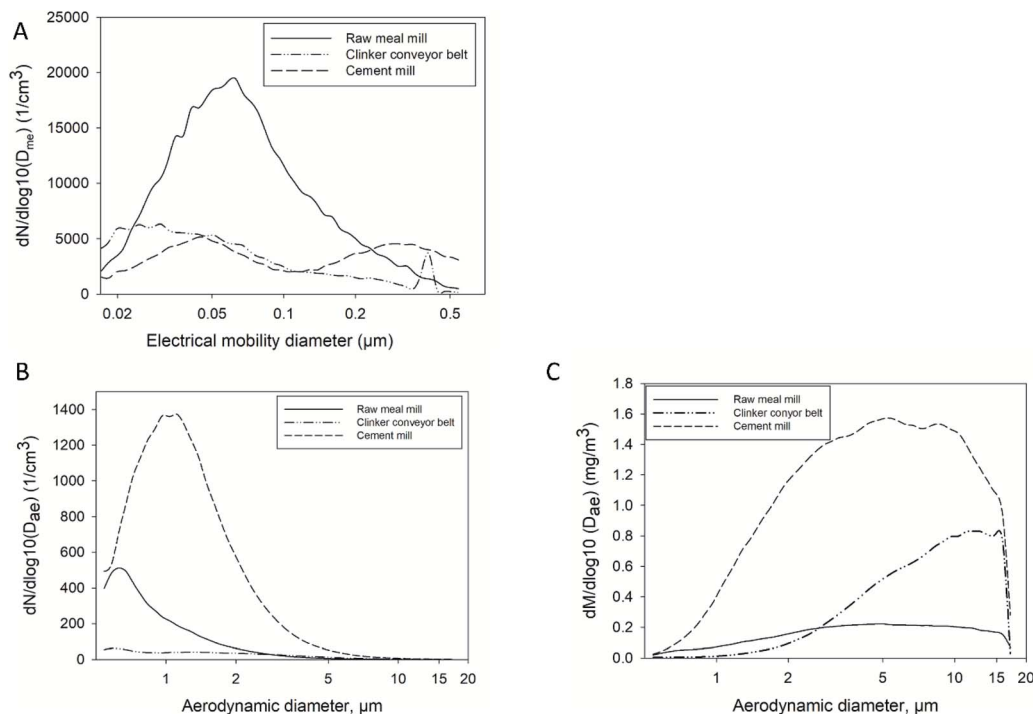 A
dN/dlog10(Dme) (1/cm3)
25000
20000
15000
10000
5000
0
Raw meal mill
Clinker conveyor belt
Cement mill
0.02 0.05 0.1 0.2 0.5
Electrical mobility diameter (µm)
B
dN/dlog10(Dae) (1/cm3)
1400
1200
1000
800
600
400
200
0
Raw meal mill
Clinker conveyor belt
Cement mill
1 2 5 10 15 20
Aerodynamic diameter, µm
C
dM/dlog10 (Dae) (mg/m3)
1.8
1.6
1.4
1.2
1.0
0.8
0.6
0.4
0.2
0.0
Raw meal mill
Clinker conyor belt
Cement mill
1 2 5 10 15 20
Aerodynamic diameter, µm